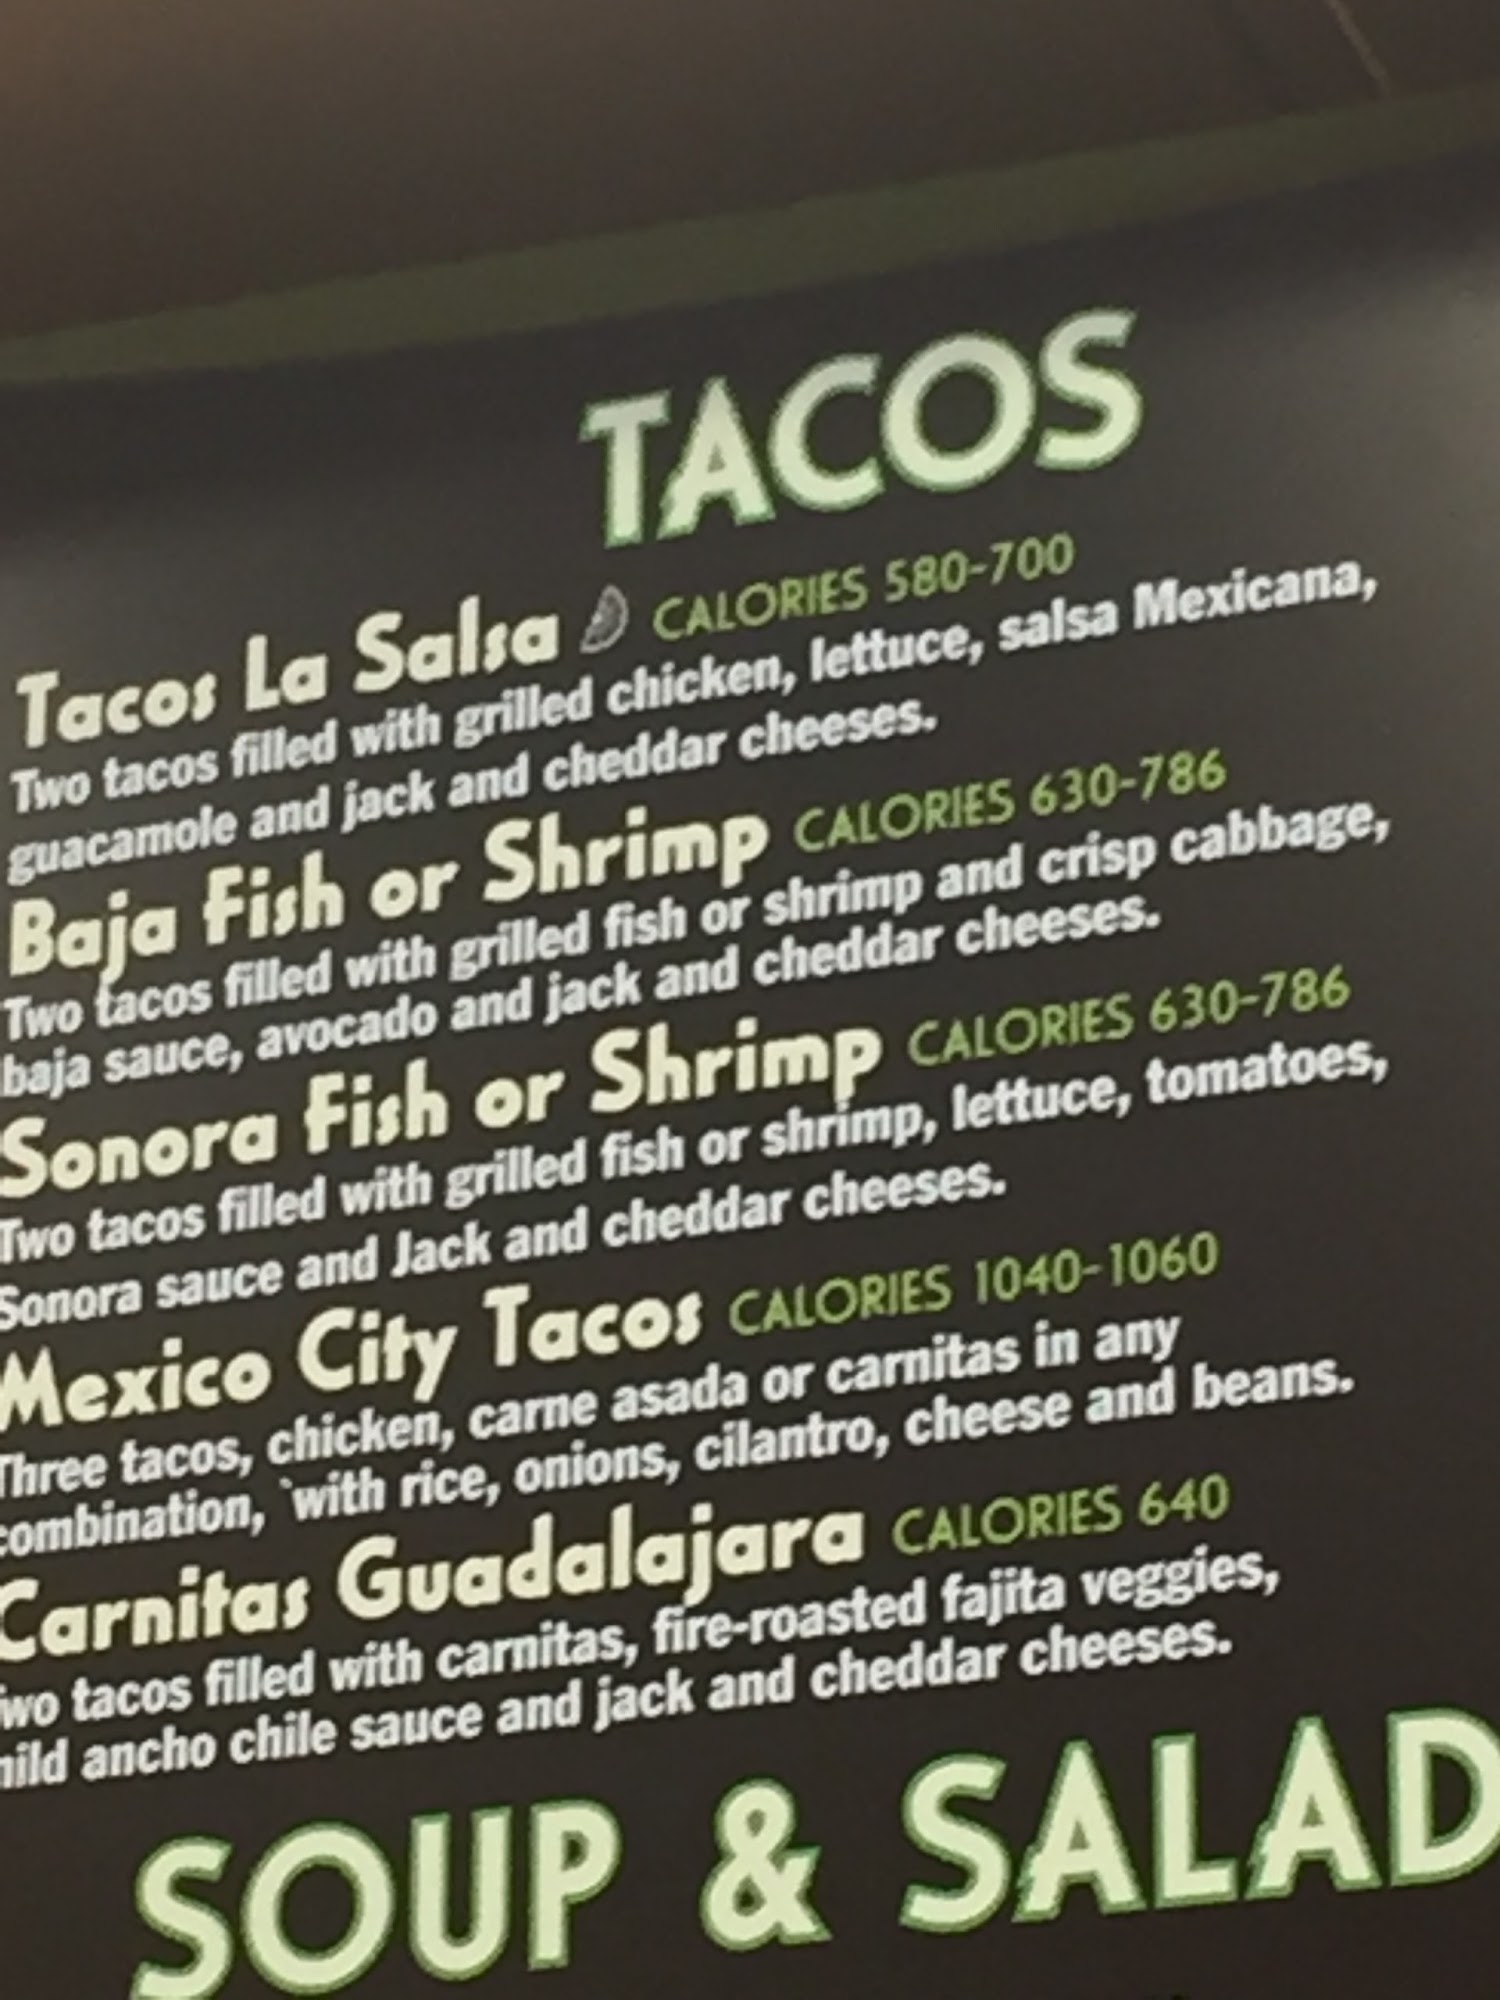 TACOS
Tacos La Salsa CALORIES 580-700
Two tacos filled with grilled chicken, lettuce, salsa Mexicana,
guacamole and jack and cheddar cheeses.
Baja Fish or Shrimp CALORIES 630-786
Two tacos filled with grilled fish or shrimp and crisp cabbage,
baja sauce, avocado and jack and cheddar cheeses.
Sonora Fish or Shrimp CALORIES 630-786
Two tacos filled with grilled fish or shrimp, lettuce, tomatoes,
Sonora sauce and Jack and cheddar cheeses.
Mexico City Tacos CALORIES 1040-1060
Three tacos, chicken, carne asada or carnitas in any
combination, `with rice, onions, cilantro, cheese and beans.
Carnitas Guadalajara CALORIES 640
Two tacos filled with carnitas, fire-roasted fajita veggies,
mild ancho chile sauce and jack and cheddar cheeses.
SOUP & SALAD